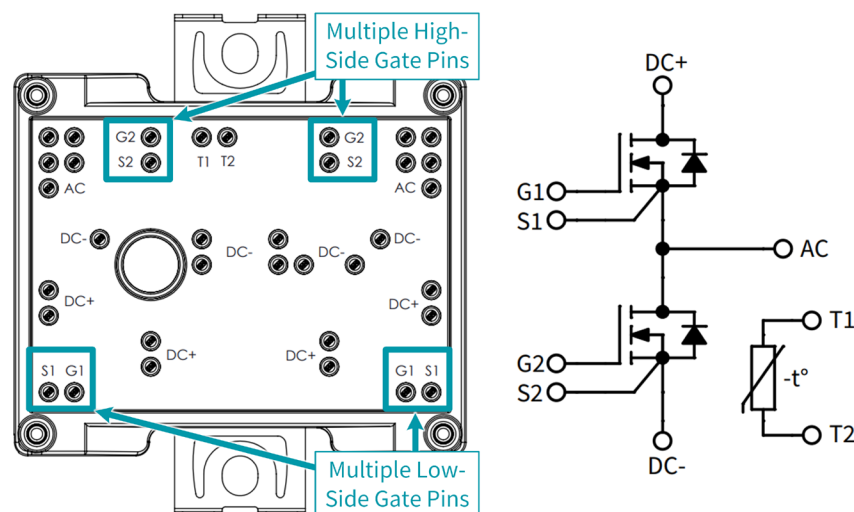 Multiple High-
Side Gate Pins
G2
S2
T1 T2
G2
S2
AC
AC
DC-
DC-
DC-
DC-
DC+
DC+
DC+
DC+
S1 G1
G1 S1
Multiple Low-
Side Gate Pins
DC+
G1
S1
AC
G2
S2
DC-
T1
-t°
T2